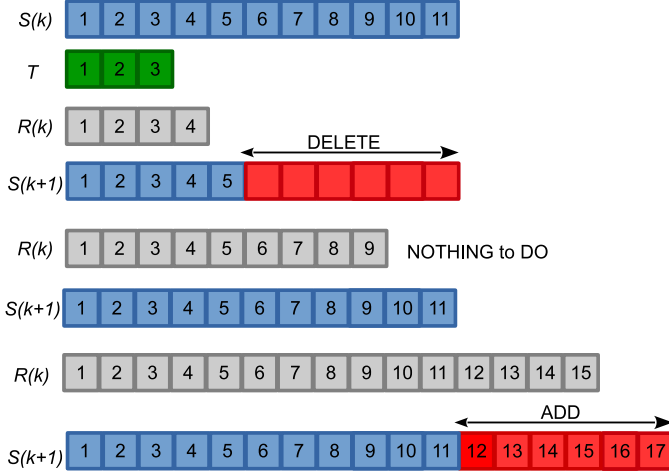 S(k) 1 2 3 4 5 6 7 8 9 10 11
T 1 2 3
R(k) 1 2 3 4
DELETE
S(k+1) 1 2 3 4 5
R(k) 1 2 3 4 5 6 7 8 9 NOTHING to DO
S(k+1) 1 2 3 4 5 6 7 8 9 10 11
R(k) 1 2 3 4 5 6 7 8 9 10 11 12 13 14 15
ADD
S(k+1) 1 2 3 4 5 6 7 8 9 10 11 12 13 14 15 16 17